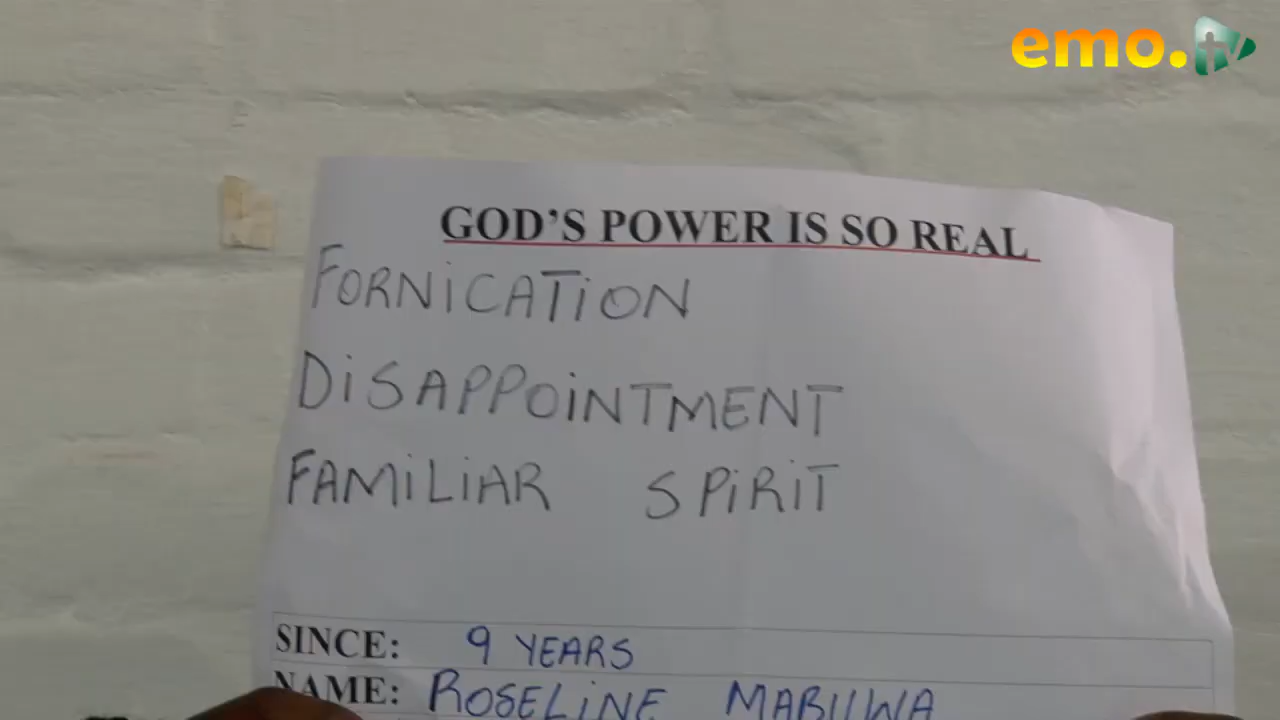 emo.tv
GOD'S POWER IS SO REAL
FORNiCATiON
DiSAPPOiNTMENT
FAMiLiAR SPiRiT
SINCE: 9 YEARS
NAME: ROSELiNE MABUWA